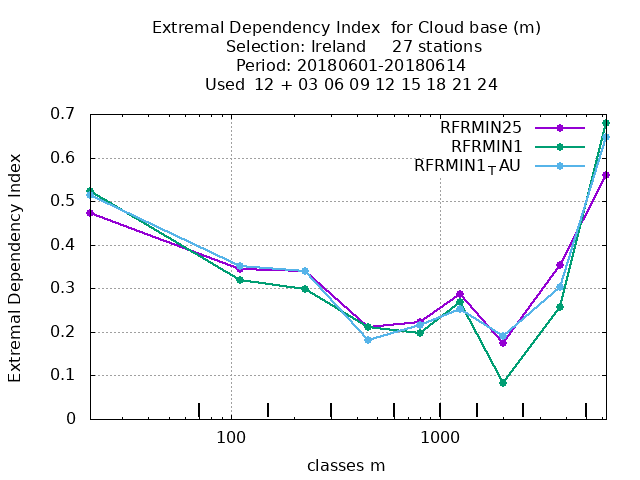 Extremal Dependency Index  for Cloud base (m)
Selection: Ireland     27 stations
Period: 20180601-20180614
Used  12 + 03 06 09 12 15 18 21 24
RFRMIN25
RFRMIN1
RFRMIN1TAU
Extremal Dependency Index
0.7
0.6
0.5
0.4
0.3
0.2
0.1
0
100
1000
classes m